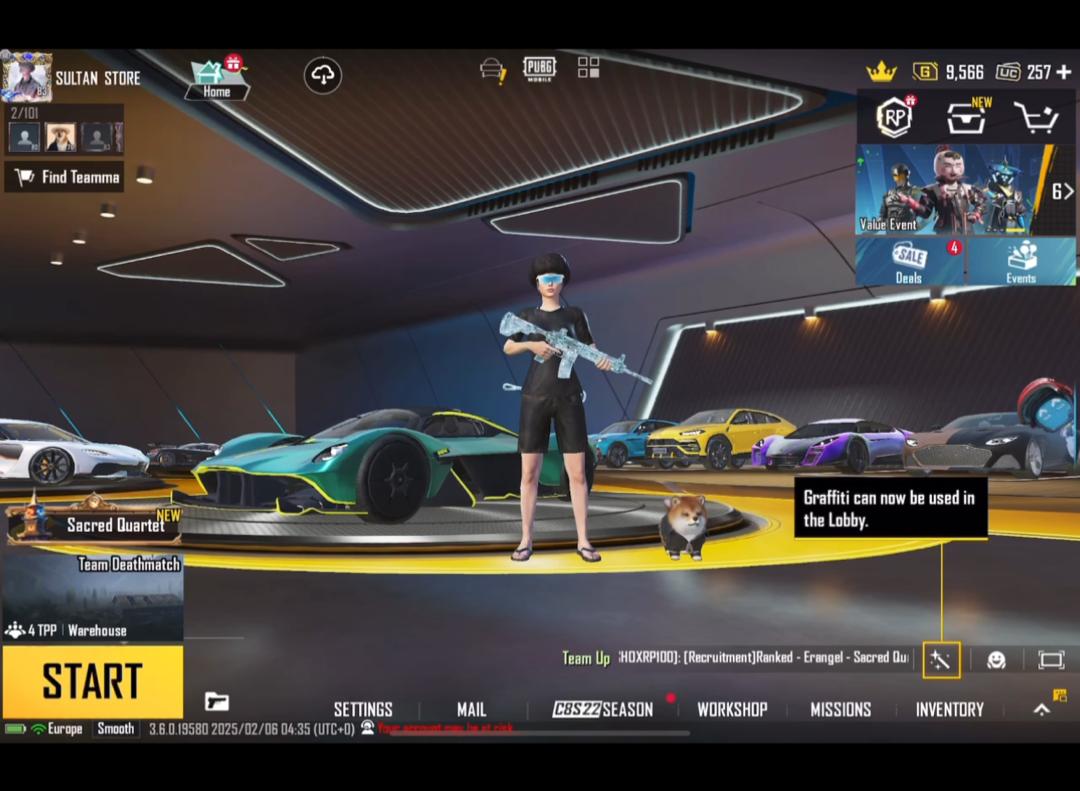 SULTAN STORE
Home
PUBG
MOBILE
G 9,566
UC 257 +
2/101
RP
NEW
Find Teamma
Value Event
6
SALE
4
Deals
Events
Graffiti can now be used in
the Lobby.
NEW
Sacred Quartet
Team Deathmatch
4 TPP | Warehouse
START
Team Up
[Recruitment]Ranked - Erangel - Sacred Qu
SETTINGS
MAIL
C8S22 SEASON
WORKSHOP
MISSIONS
INVENTORY
Europe
Smooth
3.6.0.19580 2025/02/06 04:35 (UTC+0)
Your account may be at risk